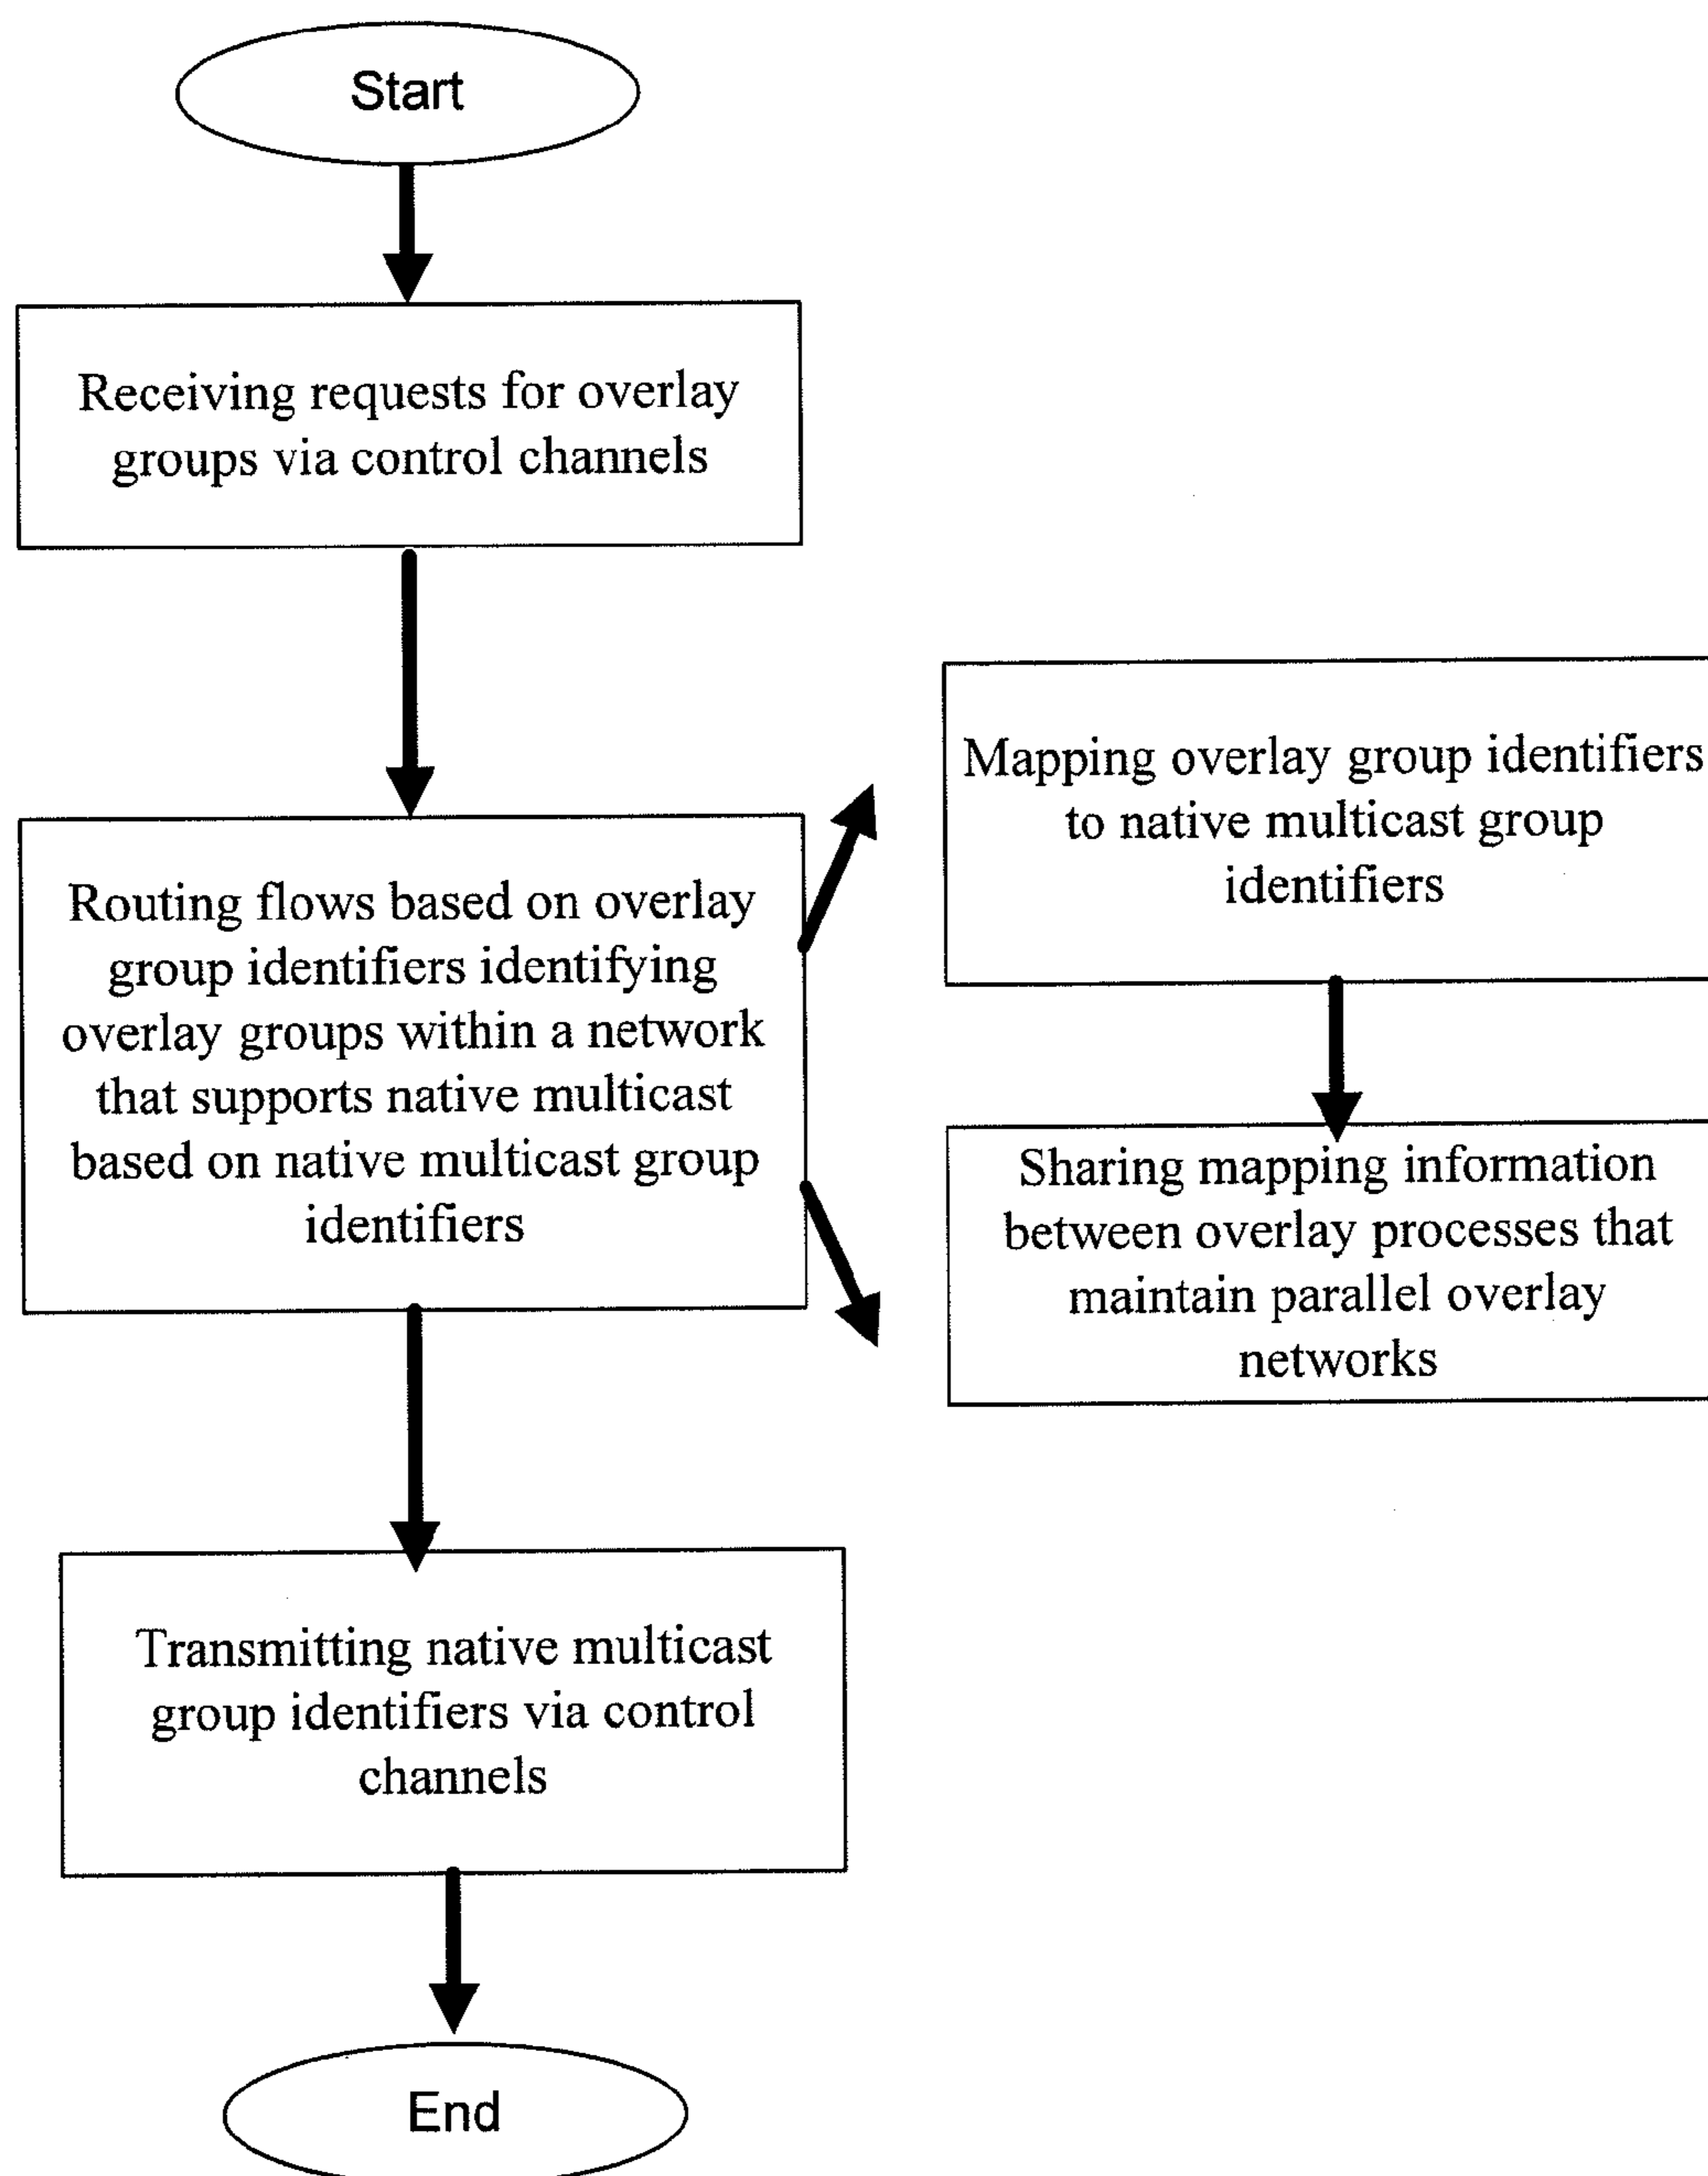 Start
Receiving requests for overlay
groups via control channels
Routing flows based on overlay
group identifiers identifying
overlay groups within a network
that supports native multicast
based on native multicast group
identifiers
Mapping overlay group identifiers
to native multicast group
identifiers
Sharing mapping information
between overlay processes that
maintain parallel overlay
networks
Transmitting native multicast
group identifiers via control
channels
End